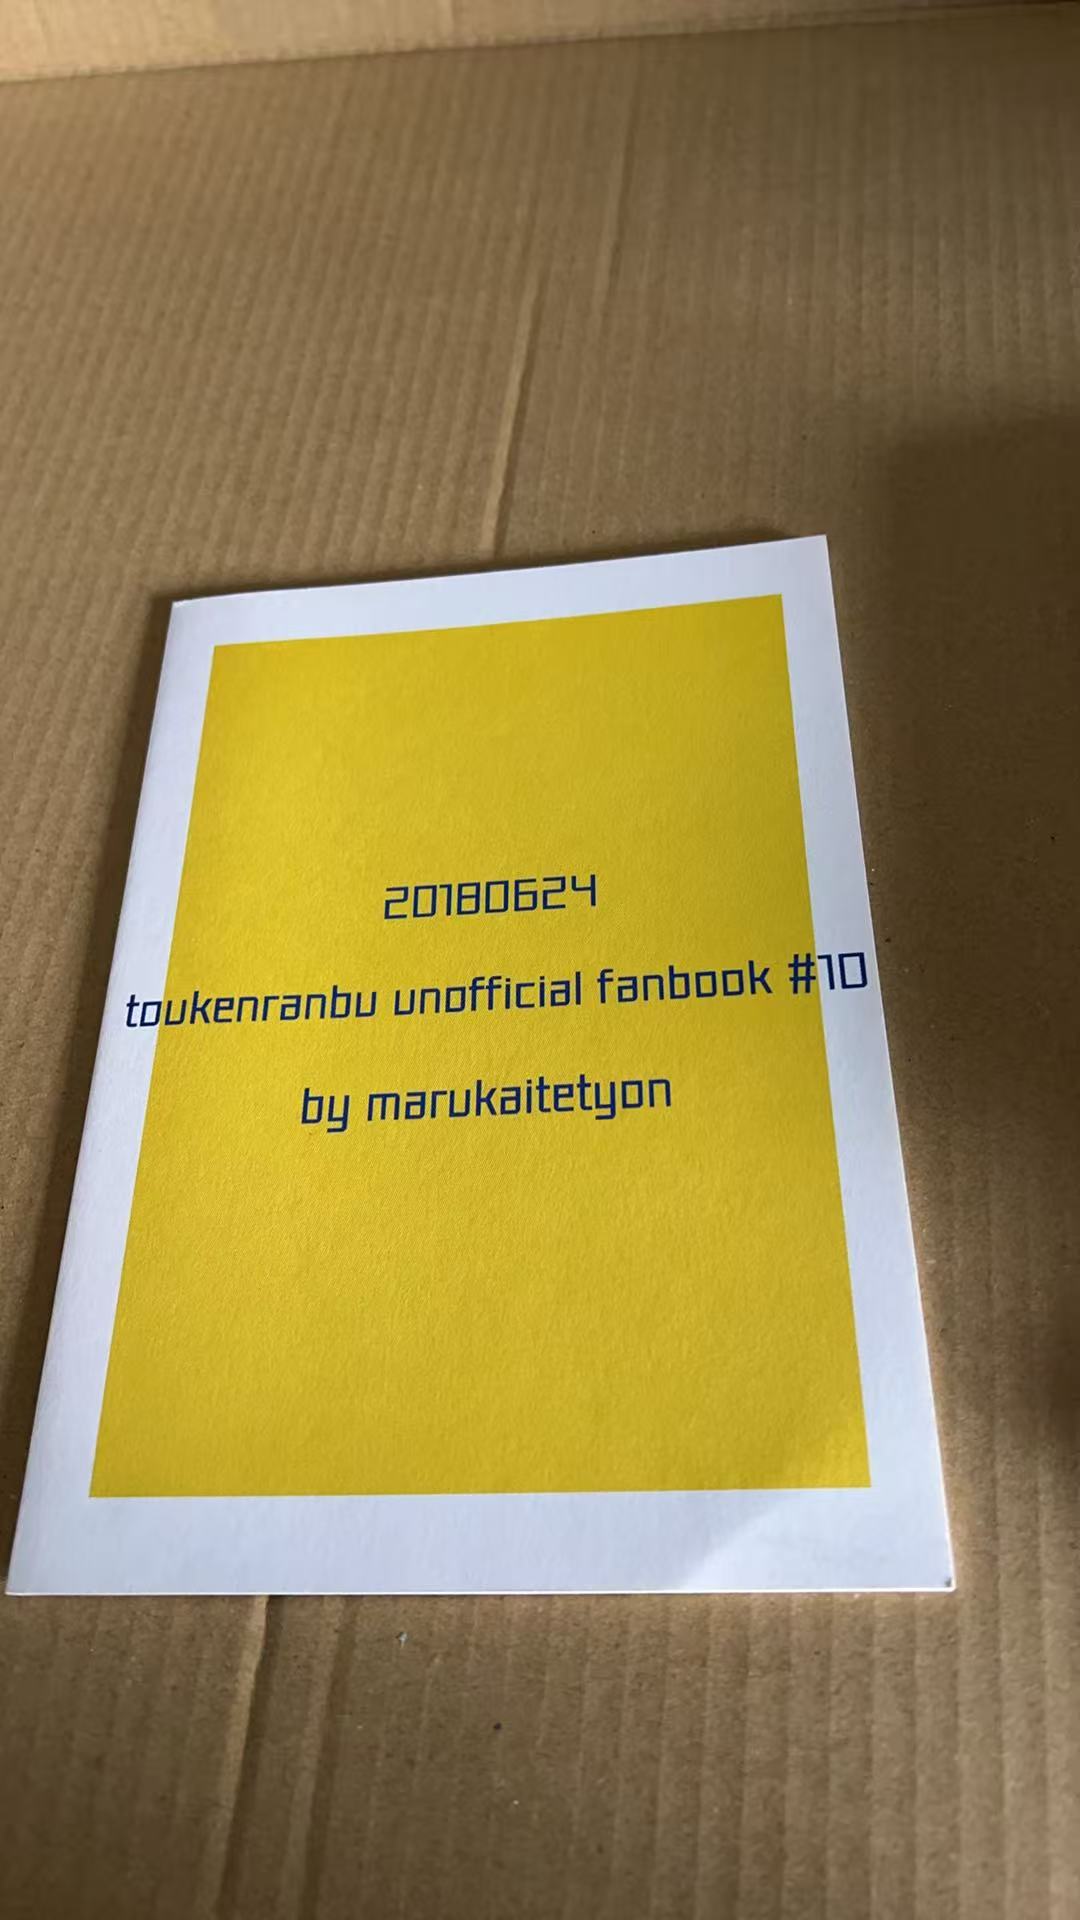 20180624
toukenranbu unofficial fanbook #10
by marukaitetyon